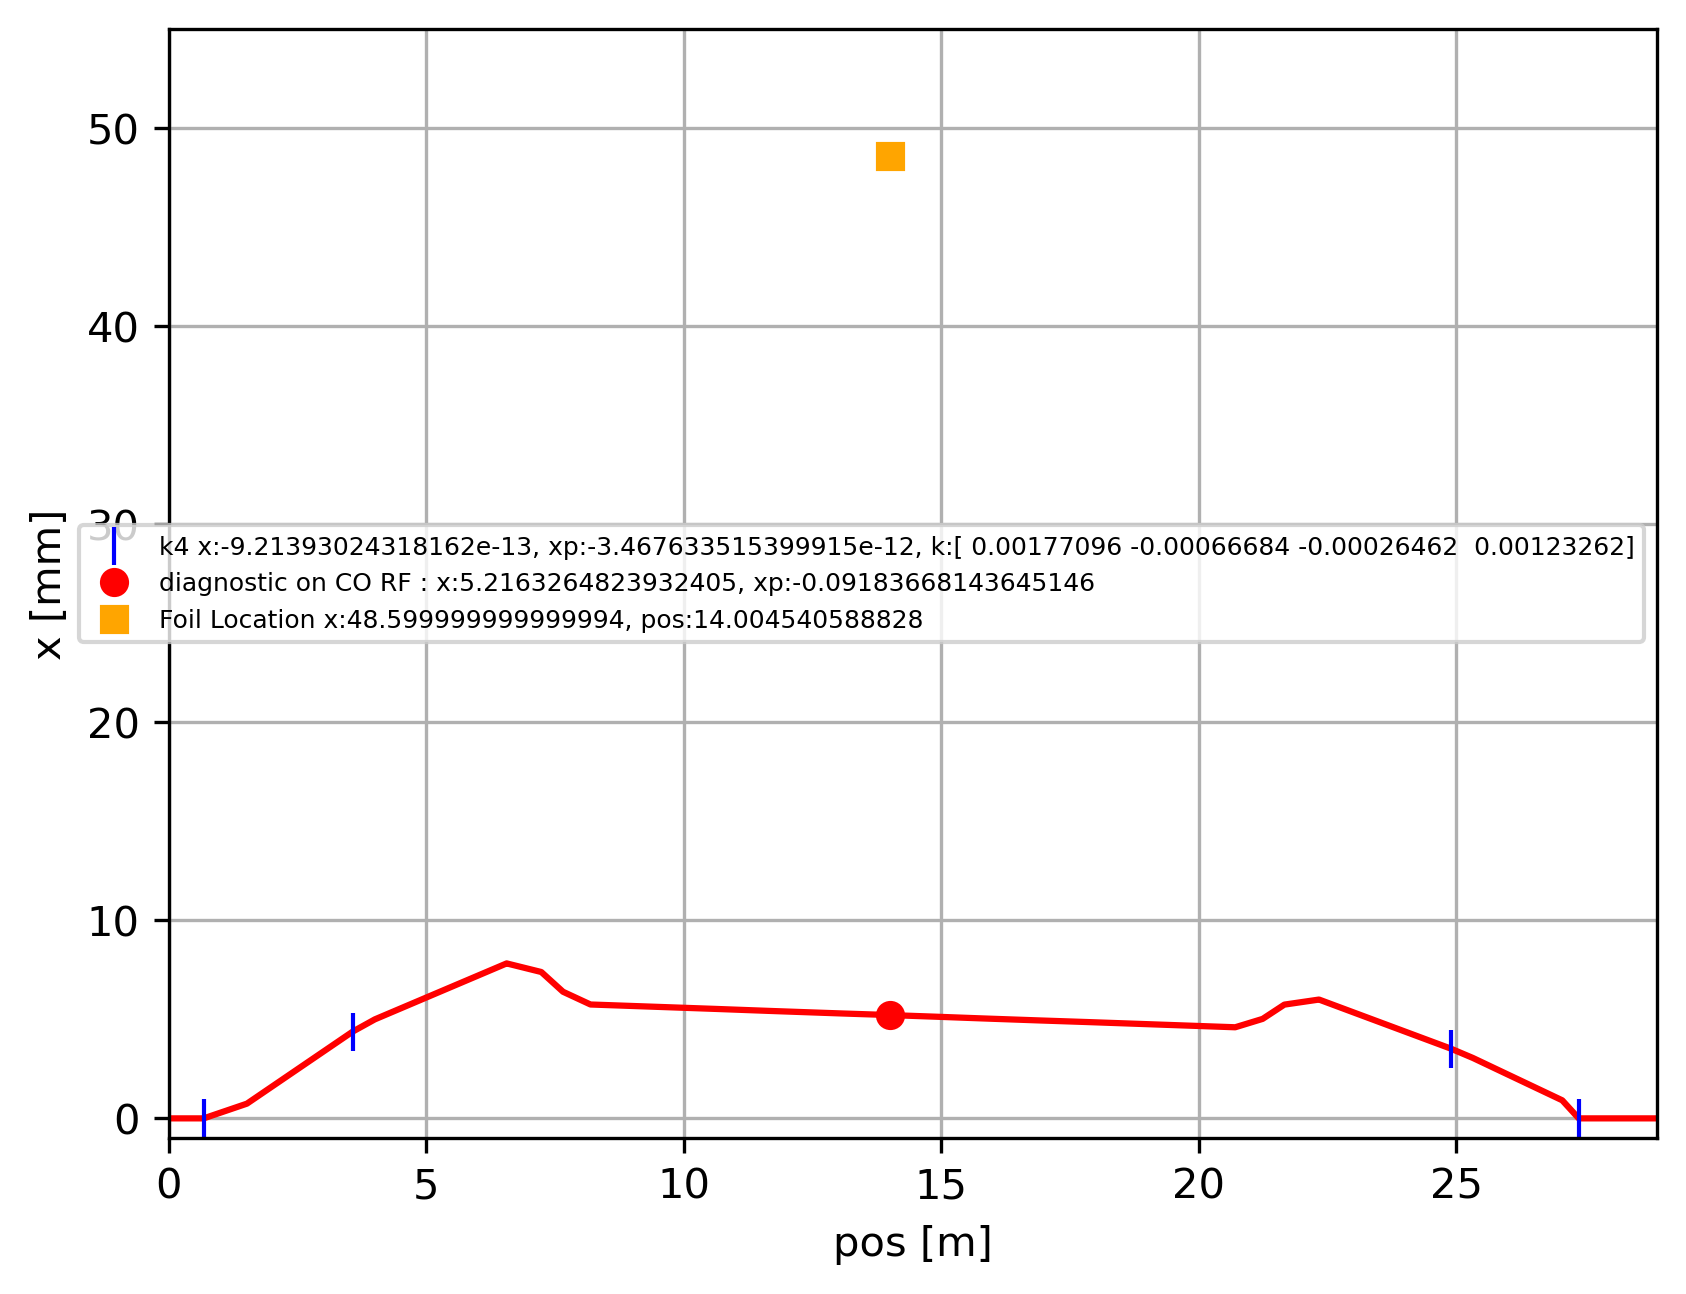 50
40
30
k4 x:-9.21393024318162e-13, xp:-3.467633515399915e-12, k:[ 0.00177096 -0.00066684 -0.00026462  0.00123262]
diagnostic on CO RF : x:5.2163264823932405, xp:-0.09183668143645146
Foil Location x:48.599999999999994, pos:14.004540588828
x [mm]
20
10
0
0 5 10 15 20 25
pos [m]